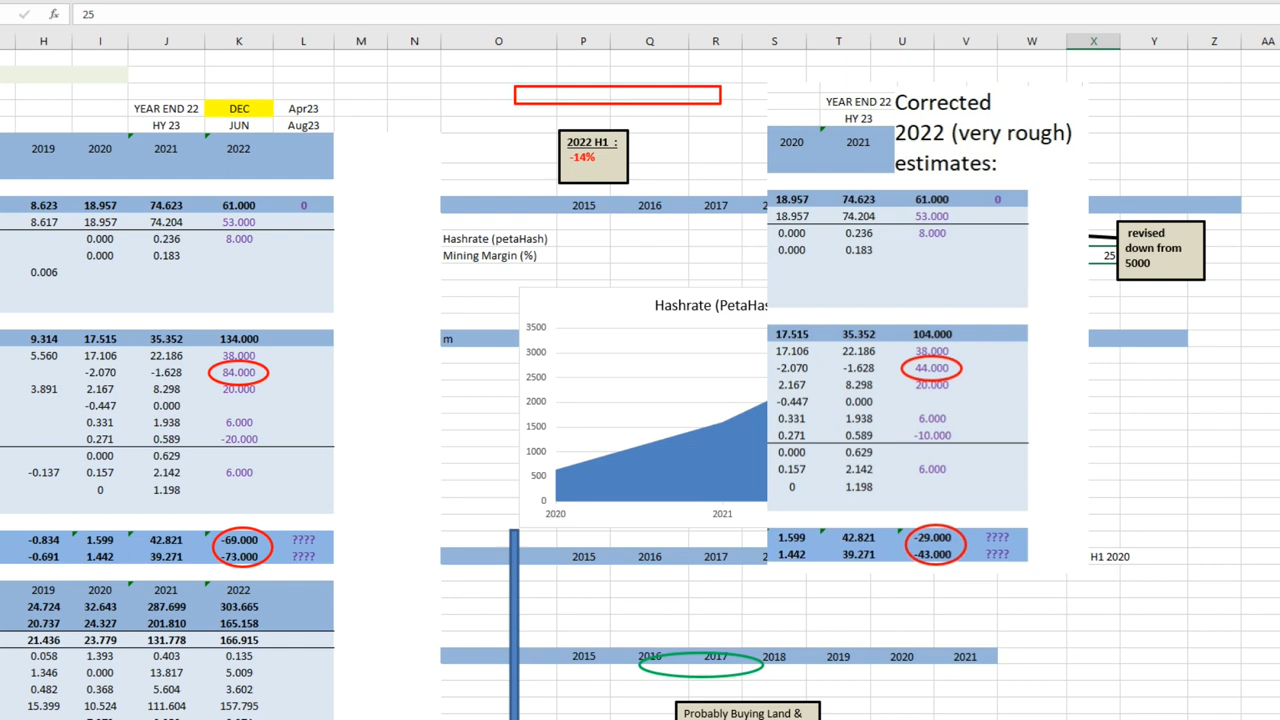 25
H I J K L M N O P Q R S T U V W X Y Z AA
YEAR END 22 DEC Apr23
HY 23 JUN Aug23
2019 2020 2021 2022
8.623 18.957 74.623 61.000 0
8.617 18.957 74.204 53.000
0.000 0.236 8.000
0.000 0.183
0.006
9.314 17.515 35.352 134.000
5.560 17.106 22.186 38.000
-2.070 -1.628 84.000
3.891 2.167 8.298 20.000
-0.447 0.000
0.331 1.938 6.000
0.271 0.589 -20.000
0.000 0.629
-0.137 0.157 2.142 6.000
0 1.198
-0.834 1.599 42.821 -69.000 ????
-0.691 1.442 39.271 -73.000 ????
2019 2020 2021 2022
24.724 32.643 287.699 303.665
20.737 24.327 201.810 165.158
21.436 23.779 131.778 166.915
0.058 1.393 0.403 0.135
1.346 0.000 13.817 5.009
0.482 0.368 5.604 3.602
15.399 10.524 111.604 157.795
2022 H1 :
-14%
2015 2016 2017
Hashrate (petaHash)
Mining Margin (%)
m
Hashrate (PetaHas
3500
3000
2500
2000
1500
1000
500
0
2020 2021
2015 2016 2017
2015 2016 2017 2018 2019 2020 2021
Probably Buying Land &
YEAR END 22
HY 23
2020 2021
Corrected
2022 (very rough)
estimates:
18.957 74.623 61.000 0
18.957 74.204 53.000
0.000 0.236 8.000
0.000 0.183
17.515 35.352 104.000
17.106 22.186 38.000
-2.070 -1.628 44.000
2.167 8.298 20.000
-0.447 0.000
0.331 1.938 6.000
0.271 0.589 -10.000
0.000 0.629
0.157 2.142 6.000
0 1.198
1.599 42.821 -29.000 ????
1.442 39.271 -43.000 ????
25
revised
down from
5000
H1 2020